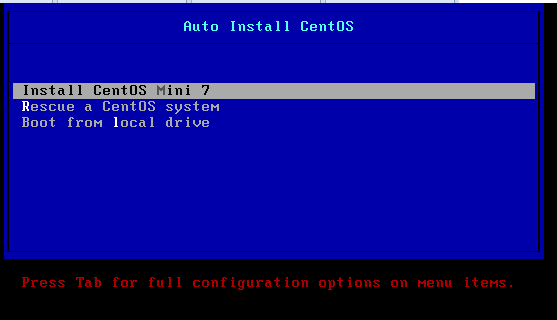 Auto Install CentOS
Install CentOS Mini 7
Rescue a CentOS system
Boot from local drive
Press Tab for full configuration options on menu items.